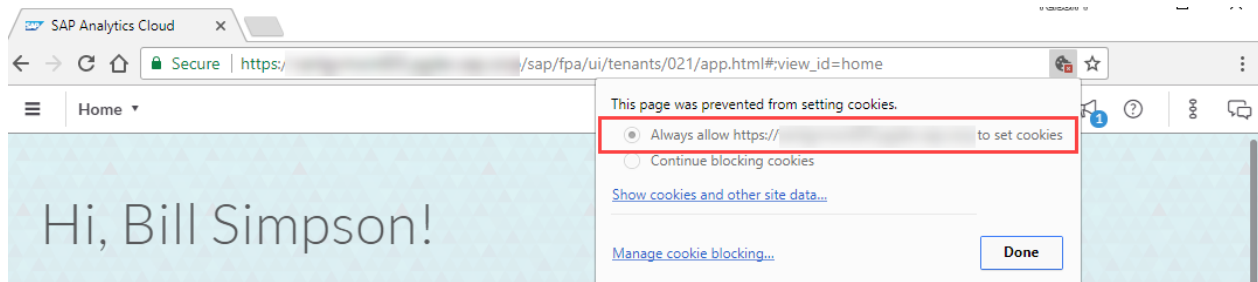 SAP SAP Analytics Cloud
Secure https:/ /sap/fpa/ui/tenants/021/app.html#;view_id=home
Home
1
This page was prevented from setting cookies.
Always allow https:// to set cookies
Continue blocking cookies
Show cookies and other site data...
Hi, Bill Simpson!
Manage cookie blocking...
Done